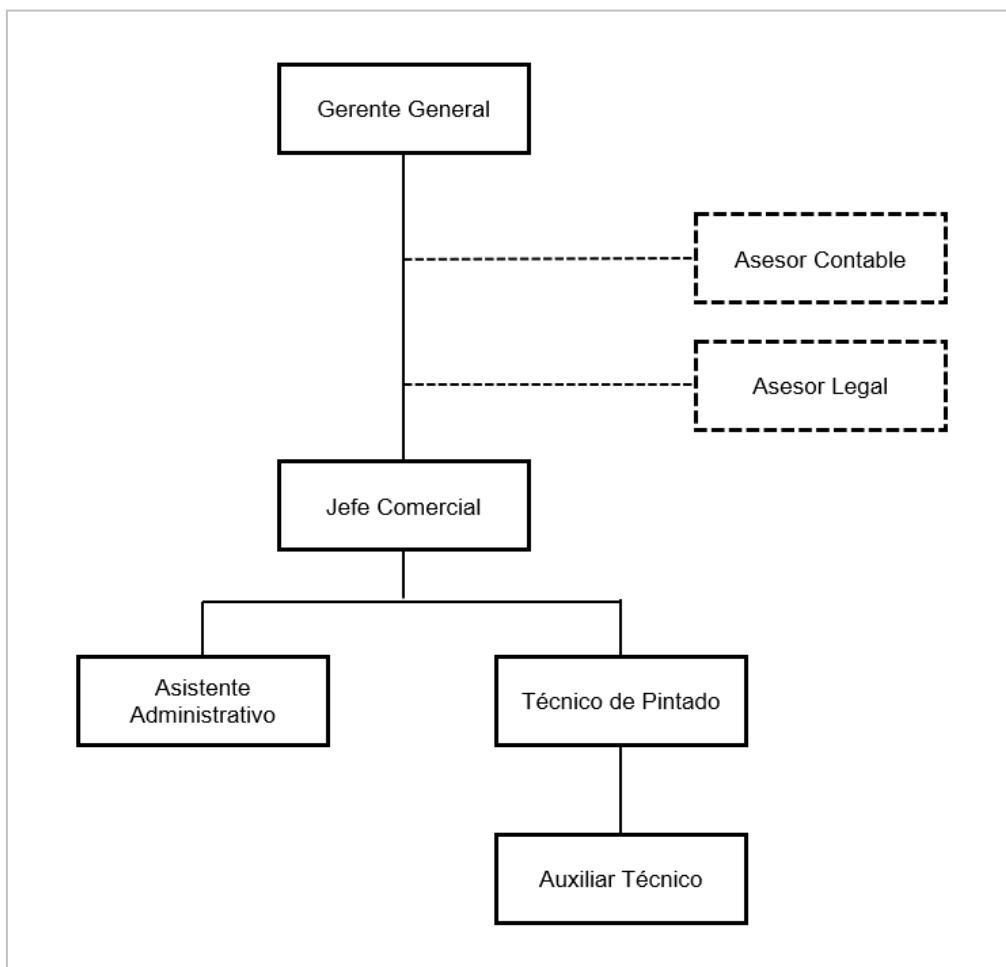 Gerente General
Asesor Contable
Asesor Legal
Jefe Comercial
Asistente
Administrativo
Técnico de Pintado
Auxiliar Técnico